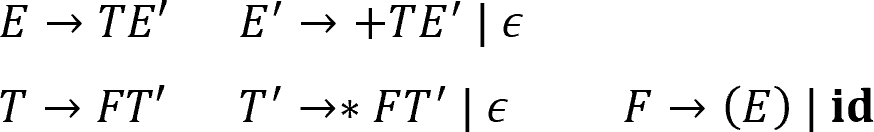 E → TE′ E′ → +TE′ | ϵ
T → FT′ T′ →∗ FT′ | ϵ F → (E) | id